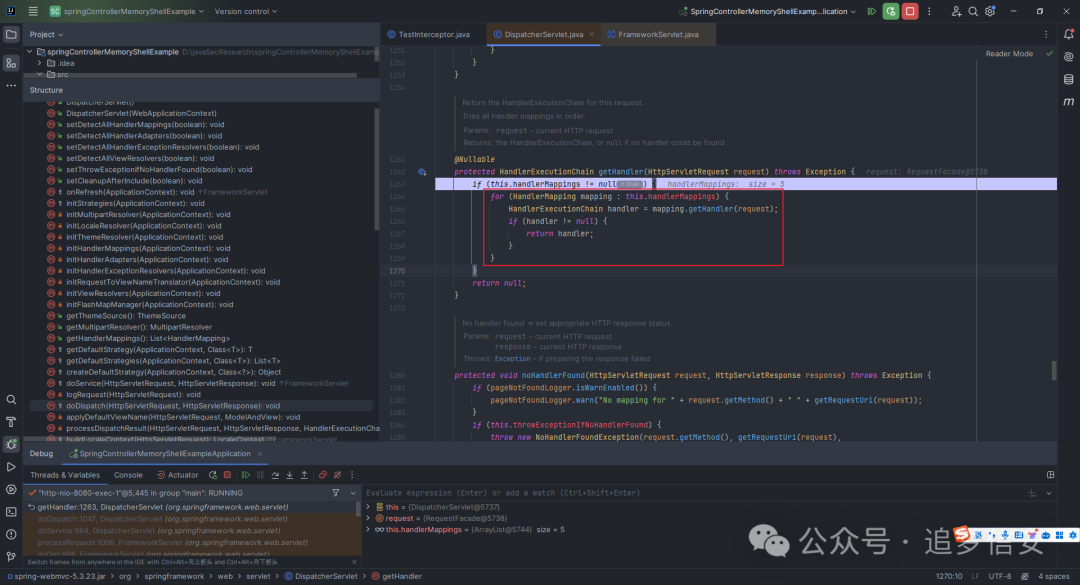 SC springControllerMemoryShellExample Version control SpringControllerMemoryShellExamp...lication
Project
springControllerMemoryShellExample D:\javaSecResearch\springControllerMemoryShellExam
.idea
src
Structure
DispatcherServlet()
DispatcherServlet(WebApplicationContext)
setDetectAllHandlerMappings(boolean): void
setDetectAllHandlerAdapters(boolean): void
setDetectAllHandlerExceptionResolvers(boolean): void
setDetectAllViewResolvers(boolean): void
setThrowExceptionIfNoHandlerFound(boolean): void
setCleanupAfterInclude(boolean): void
onRefresh(ApplicationContext): void ↑FrameworkServlet
initStrategies(ApplicationContext): void
initMultipartResolver(ApplicationContext): void
initLocaleResolver(ApplicationContext): void
initThemeResolver(ApplicationContext): void
initHandlerMappings(ApplicationContext): void
initHandlerAdapters(ApplicationContext): void
initHandlerExceptionResolvers(ApplicationContext): void
initRequestToViewNameTranslator(ApplicationContext): void
initViewResolvers(ApplicationContext): void
initFlashMapManager(ApplicationContext): void
getThemeSource(): ThemeSource
getMultipartResolver(): MultipartResolver
getHandlerMappings(): List<HandlerMapping>
getDefaultStrategy(ApplicationContext, Class<T>): T
getDefaultStrategies(ApplicationContext, Class<T>): List<T>
createDefaultStrategy(ApplicationContext, Class<?>): Object
doService(HttpServletRequest, HttpServletResponse): void ↑FrameworkServlet
logRequest(HttpServletRequest): void
doDispatch(HttpServletRequest, HttpServletResponse): void
applyDefaultViewName(HttpServletRequest, ModelAndView): void
processDispatchResult(HttpServletRequest, HttpServletResponse, HandlerExecutionChai
buildLocaleContext(HttpServletRequest): LocaleContext ↑FrameworkServlet
TestInterceptor.java DispatcherServlet.java FrameworkServlet.java
Reader Mode
1251 }
1252 }
1253 }
1254
Return the HandlerExecutionChain for this request.
Tries all handler mappings in order.
Params: request – current HTTP request
Returns: the HandlerExecutionChain, or null if no handler could be found
1261 @Nullable
1262 protected HandlerExecutionChain getHandler(HttpServletRequest request) throws Exception { request: RequestFacade@5738
1263 if (this.handlerMappings != null = true ) { handlerMappings: size = 5
1264 for (HandlerMapping mapping : this.handlerMappings) {
1265 HandlerExecutionChain handler = mapping.getHandler(request);
1266 if (handler != null) {
1267 return handler;
1268 }
1269 }
1270 }
1271 return null;
1272 }
1273
No handler found → set appropriate HTTP response status.
Params: request – current HTTP request
response – current HTTP response
Throws: Exception – if preparing the response failed
1280 protected void noHandlerFound(HttpServletRequest request, HttpServletResponse response) throws Exception {
1281 if (pageNotFoundLogger.isWarnEnabled()) {
1282 pageNotFoundLogger.warn("No mapping for " + request.getMethod() + " " + getRequestUri(request));
1283 }
1284 if (this.throwExceptionIfNoHandlerFound) {
1285 throw new NoHandlerFoundException(request.getMethod(), getRequestUri(request),
Debug SpringControllerMemoryShellExampleApplication
Threads & Variables Console Actuator
"http-nio-8080-exec-1"@5,445 in group "main": RUNNING
getHandler:1263, DispatcherServlet (org.springframework.web.servlet)
doDispatch:1047, DispatcherServlet (org.springframework.web.servlet)
doService:964, DispatcherServlet (org.springframework.web.servlet)
processRequest:1006, FrameworkServlet (org.springframework.web.servlet)
doGet:898, FrameworkServlet (org.springframework.web.servlet)
Switch frames from anywhere in the IDE with Ctrl+Alt+向上箭头 and Ctrl+Alt+向下箭头
Evaluate expression (Enter) or add a watch (Ctrl+Shift+Enter)
this = {DispatcherServlet@5737}
request = {RequestFacade@5738}
this.handlerMappings = {ArrayList@5744} size = 5
公众号 · 追梦信安
spring-webmvc-5.3.23.jar > org > springframework > web > servlet > DispatcherServlet > getHandler
1270:10 LF UTF-8 4 spaces